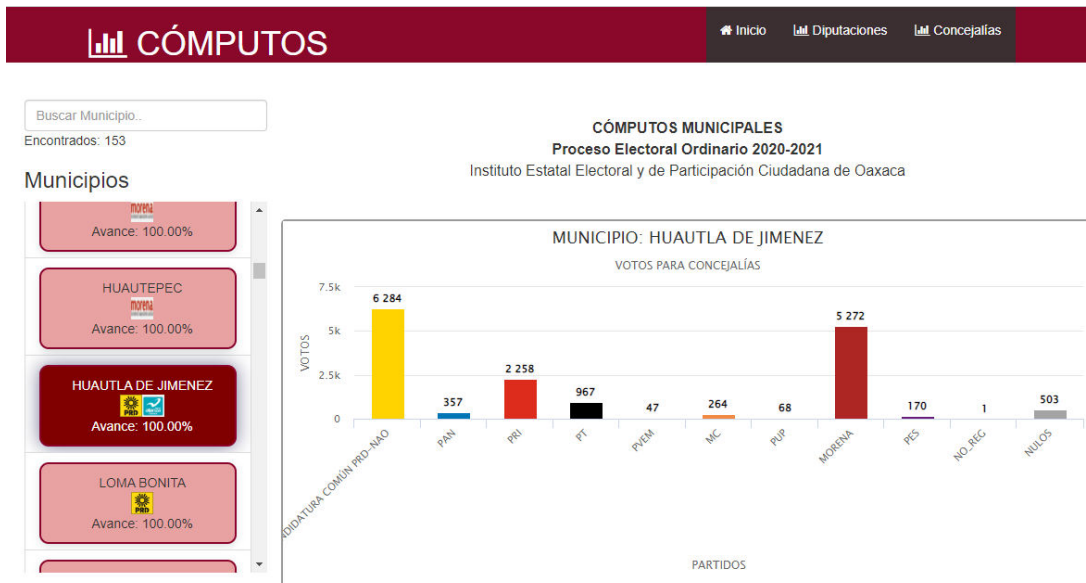 CÓMPUTOS
Inicio Diputaciones Concejalías
Buscar Municipio..
Encontrados: 153
Municipios
morena
Avance: 100.00%
HUAUTEPEC
morena
Avance: 100.00%
HUAUTLA DE JIMENEZ
PRD
Avance: 100.00%
LOMA BONITA
PRD
Avance: 100.00%
CÓMPUTOS MUNICIPALES
Proceso Electoral Ordinario 2020-2021
Instituto Estatal Electoral y de Participación Ciudadana de Oaxaca
MUNICIPIO: HUAUTLA DE JIMENEZ
VOTOS PARA CONCEJALÍAS
VOTOS
7.5k
5k
2.5k
0
6 284
357
2 258
967
47
264
68
5 272
170
1
503
NDIDATURA COMÚN PRD-NAO
PAN
PRI
PT
PVEM
MC
PUP
MORENA
PES
NO_REG
NULOS
PARTIDOS